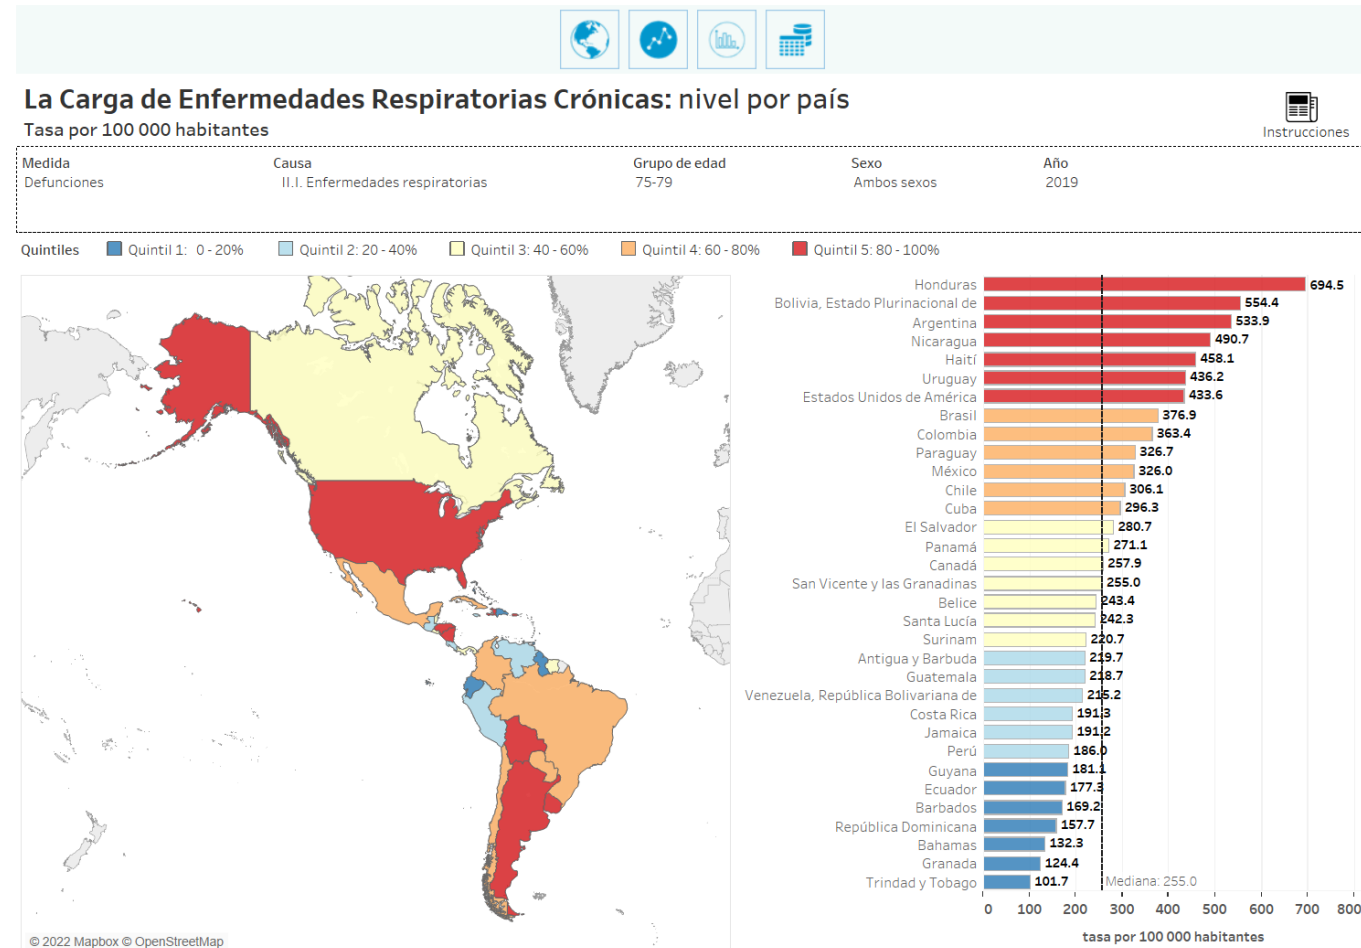 La Carga de Enfermedades Respiratorias Crónicas: nivel por país
Tasa por 100 000 habitantes
Instrucciones
Medida Causa Grupo de edad Sexo Año
Defunciones II.I. Enfermedades respiratorias 75-79 Ambos sexos 2019
Quintiles Quintil 1: 0 - 20% Quintil 2: 20 - 40% Quintil 3: 40 - 60% Quintil 4: 60 - 80% Quintil 5: 80 - 100%
Honduras 694.5
Bolivia, Estado Plurinacional de 554.4
Argentina 533.9
Nicaragua 490.7
Haití 458.1
Uruguay 436.2
Estados Unidos de América 433.6
Brasil 376.9
Colombia 363.4
Paraguay 326.7
México 326.0
Chile 306.1
Cuba 296.3
El Salvador 280.7
Panamá 271.1
Canadá 257.9
San Vicente y las Granadinas 255.0
Belice 243.4
Santa Lucía 242.3
Surinam 220.7
Antigua y Barbuda 219.7
Guatemala 218.7
Venezuela, República Bolivariana de 215.2
Costa Rica 191.3
Jamaica 191.2
Perú 186.0
Guyana 181.1
Ecuador 177.3
Barbados 169.2
República Dominicana 157.7
Bahamas 132.3
Granada 124.4
Trinidad y Tobago 101.7 Mediana: 255.0
0 100 200 300 400 500 600 700 800
tasa por 100 000 habitantes
© 2022 Mapbox © OpenStreetMap